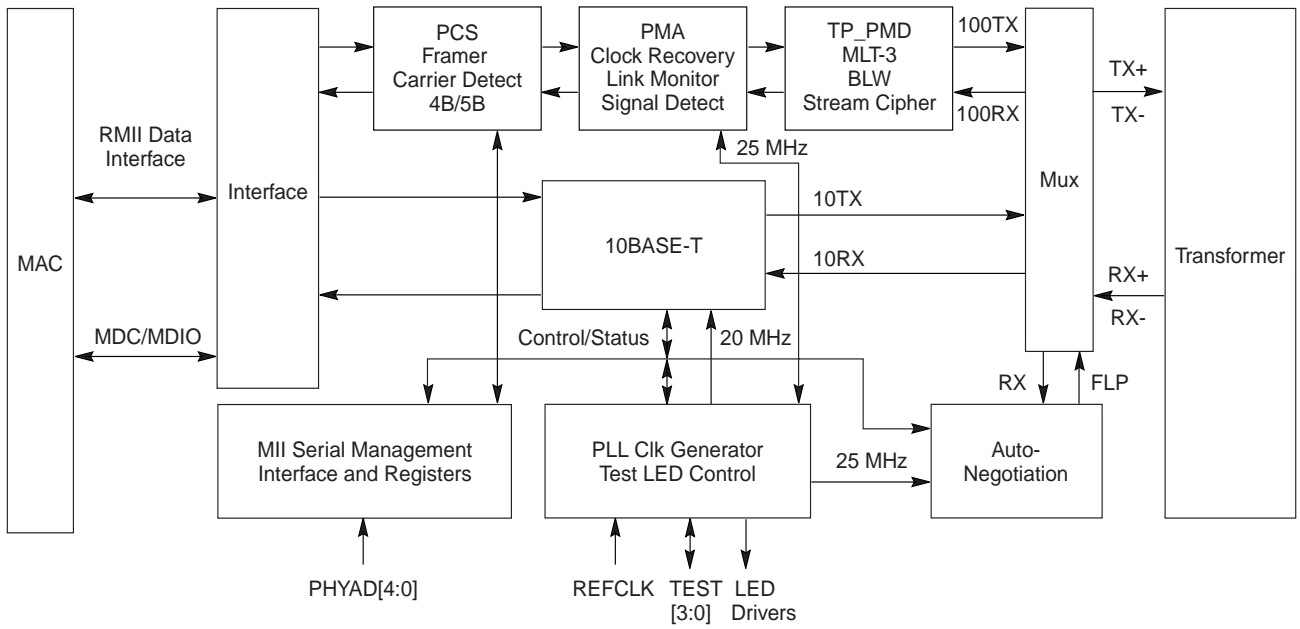 PCS
Framer
Carrier Detect
4B/5B
PMA
Clock Recovery
Link Monitor
Signal Detect
TP_PMD
MLT-3
BLW
Stream Cipher
100TX
100RX
TX+
TX-
RMII Data
Interface
Interface
25 MHz
Mux
10BASE-T
10TX
10RX
MAC
Transformer
RX+
RX-
MDC/MDIO
Control/Status
20 MHz
RX
FLP
MII Serial Management
Interface and Registers
PLL Clk Generator
Test LED Control
25 MHz
Auto-
Negotiation
PHYAD[4:0]
REFCLK
TEST
[3:0]
LED
Drivers